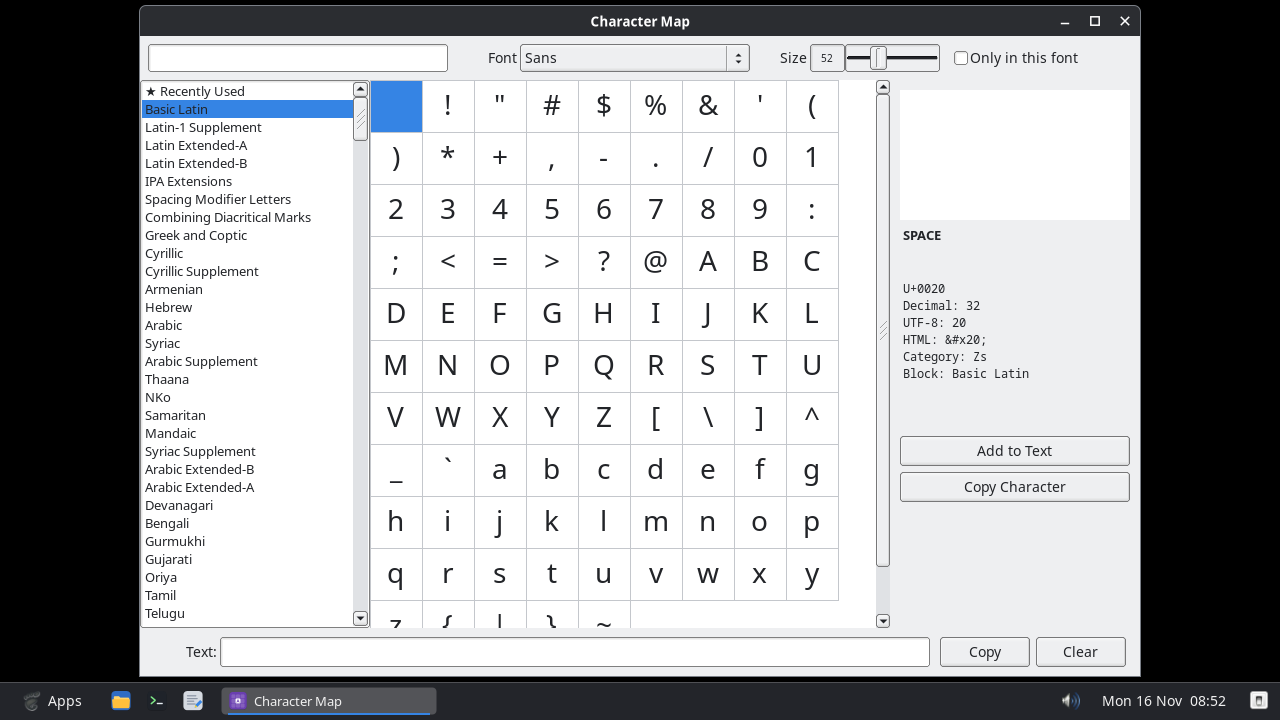 Character Map
Font Sans Size 52 Only in this font
★ Recently Used
Basic Latin
Latin-1 Supplement
Latin Extended-A
Latin Extended-B
IPA Extensions
Spacing Modifier Letters
Combining Diacritical Marks
Greek and Coptic
Cyrillic
Cyrillic Supplement
Armenian
Hebrew
Arabic
Syriac
Arabic Supplement
Thaana
NKo
Samaritan
Mandaic
Syriac Supplement
Arabic Extended-B
Arabic Extended-A
Devanagari
Bengali
Gurmukhi
Gujarati
Oriya
Tamil
Telugu
! " # $ % & ' (
) * + , - . / 0 1
2 3 4 5 6 7 8 9 :
; < = > ? @ A B C
D E F G H I J K L
M N O P Q R S T U
V W X Y Z [ \ ] ^
_ ` a b c d e f g
h i j k l m n o p
q r s t u v w x y
z { | } ~
SPACE
U+0020
Decimal: 32
UTF-8: 20
HTML: &#x20;
Category: Zs
Block: Basic Latin
Add to Text
Copy Character
Text: Copy Clear
Apps Character Map Mon 16 Nov 08:52